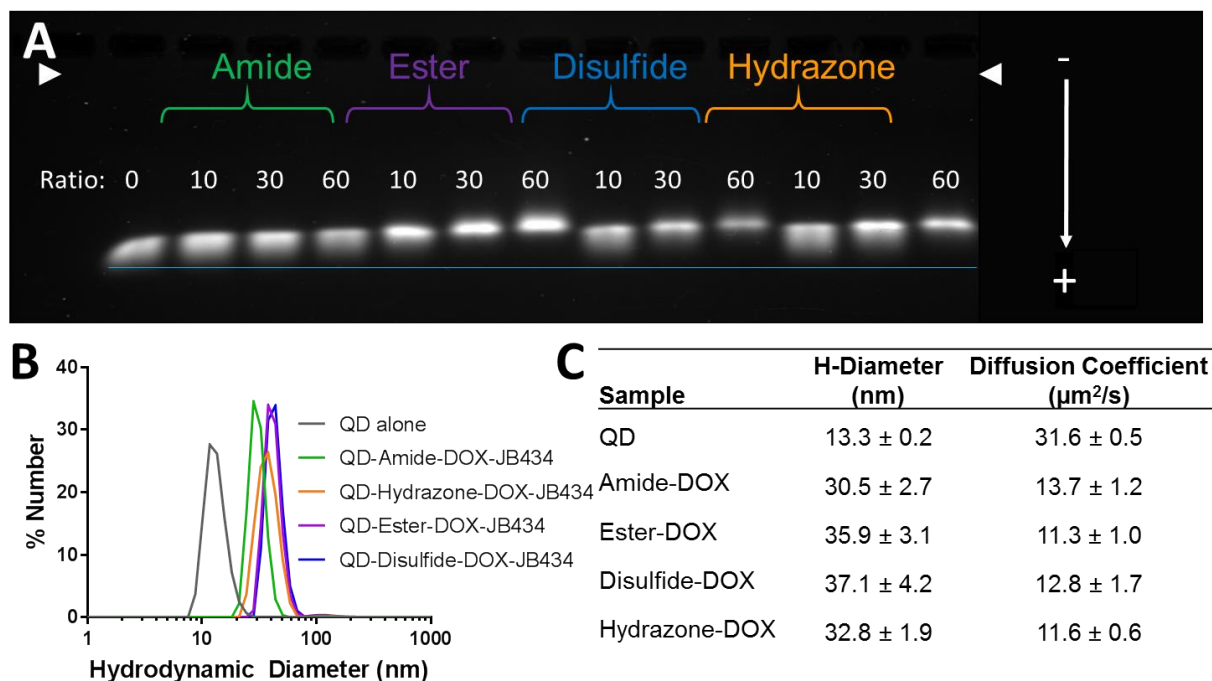 A
Amide Ester Disulfide Hydrazone
-
Ratio: 0 10 30 60 10 30 60 10 30 60 10 30 60
+
B
% Number
40
30
20
10
0
1 10 100 1000
Hydrodynamic Diameter (nm)
QD alone
QD-Amide-DOX-JB434
QD-Hydrazone-DOX-JB434
QD-Ester-DOX-JB434
QD-Disulfide-DOX-JB434
C
Sample H-Diameter (nm) Diffusion Coefficient (µm²/s)
QD 13.3 ± 0.2 31.6 ± 0.5
Amide-DOX 30.5 ± 2.7 13.7 ± 1.2
Ester-DOX 35.9 ± 3.1 11.3 ± 1.0
Disulfide-DOX 37.1 ± 4.2 12.8 ± 1.7
Hydrazone-DOX 32.8 ± 1.9 11.6 ± 0.6